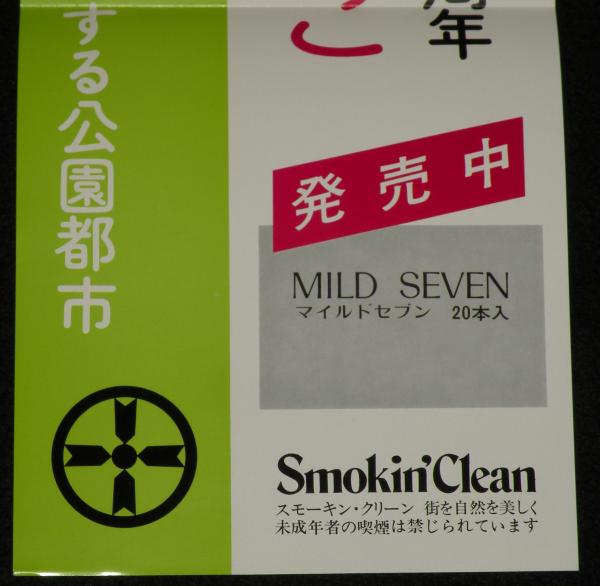 周年
する公園都市
発売中
MILD SEVEN
マイルドセブン 20本入
Smokin'Clean
スモーキン・クリーン 街を自然を美しく
未成年者の喫煙は禁じられています